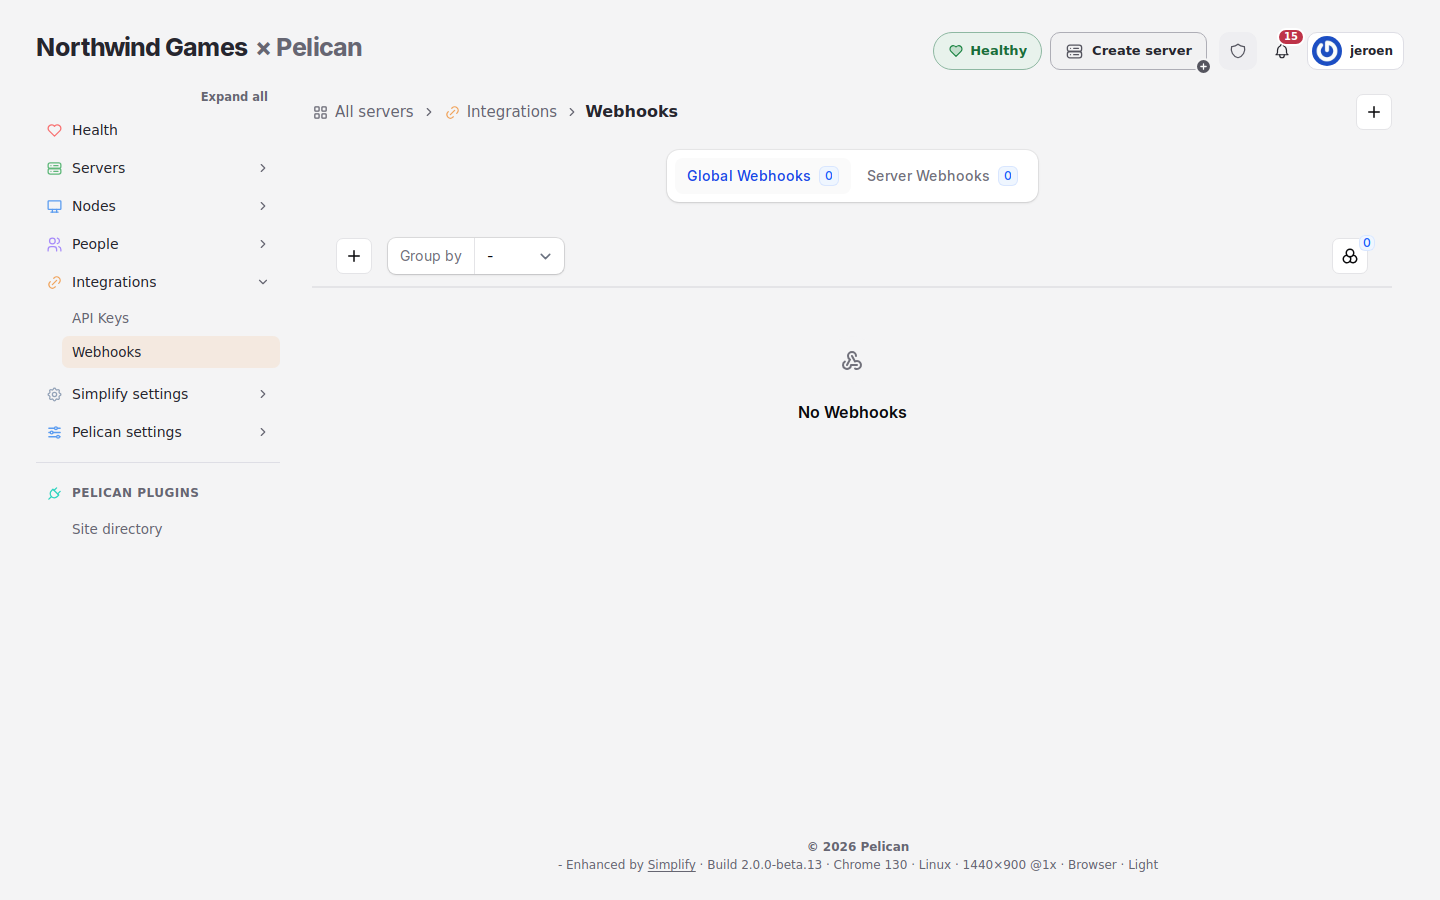 Northwind Games × Pelican
Healthy
Create server
15
jeroen
Expand all
Health
Servers
Nodes
People
Integrations
API Keys
Webhooks
Simplify settings
Pelican settings
PELICAN PLUGINS
Site directory
All servers > Integrations > Webhooks
Global Webhooks 0
Server Webhooks 0
Group by -
0
No Webhooks
© 2026 Pelican
- Enhanced by Simplify · Build 2.0.0-beta.13 · Chrome 130 · Linux · 1440×900 @1x · Browser · Light